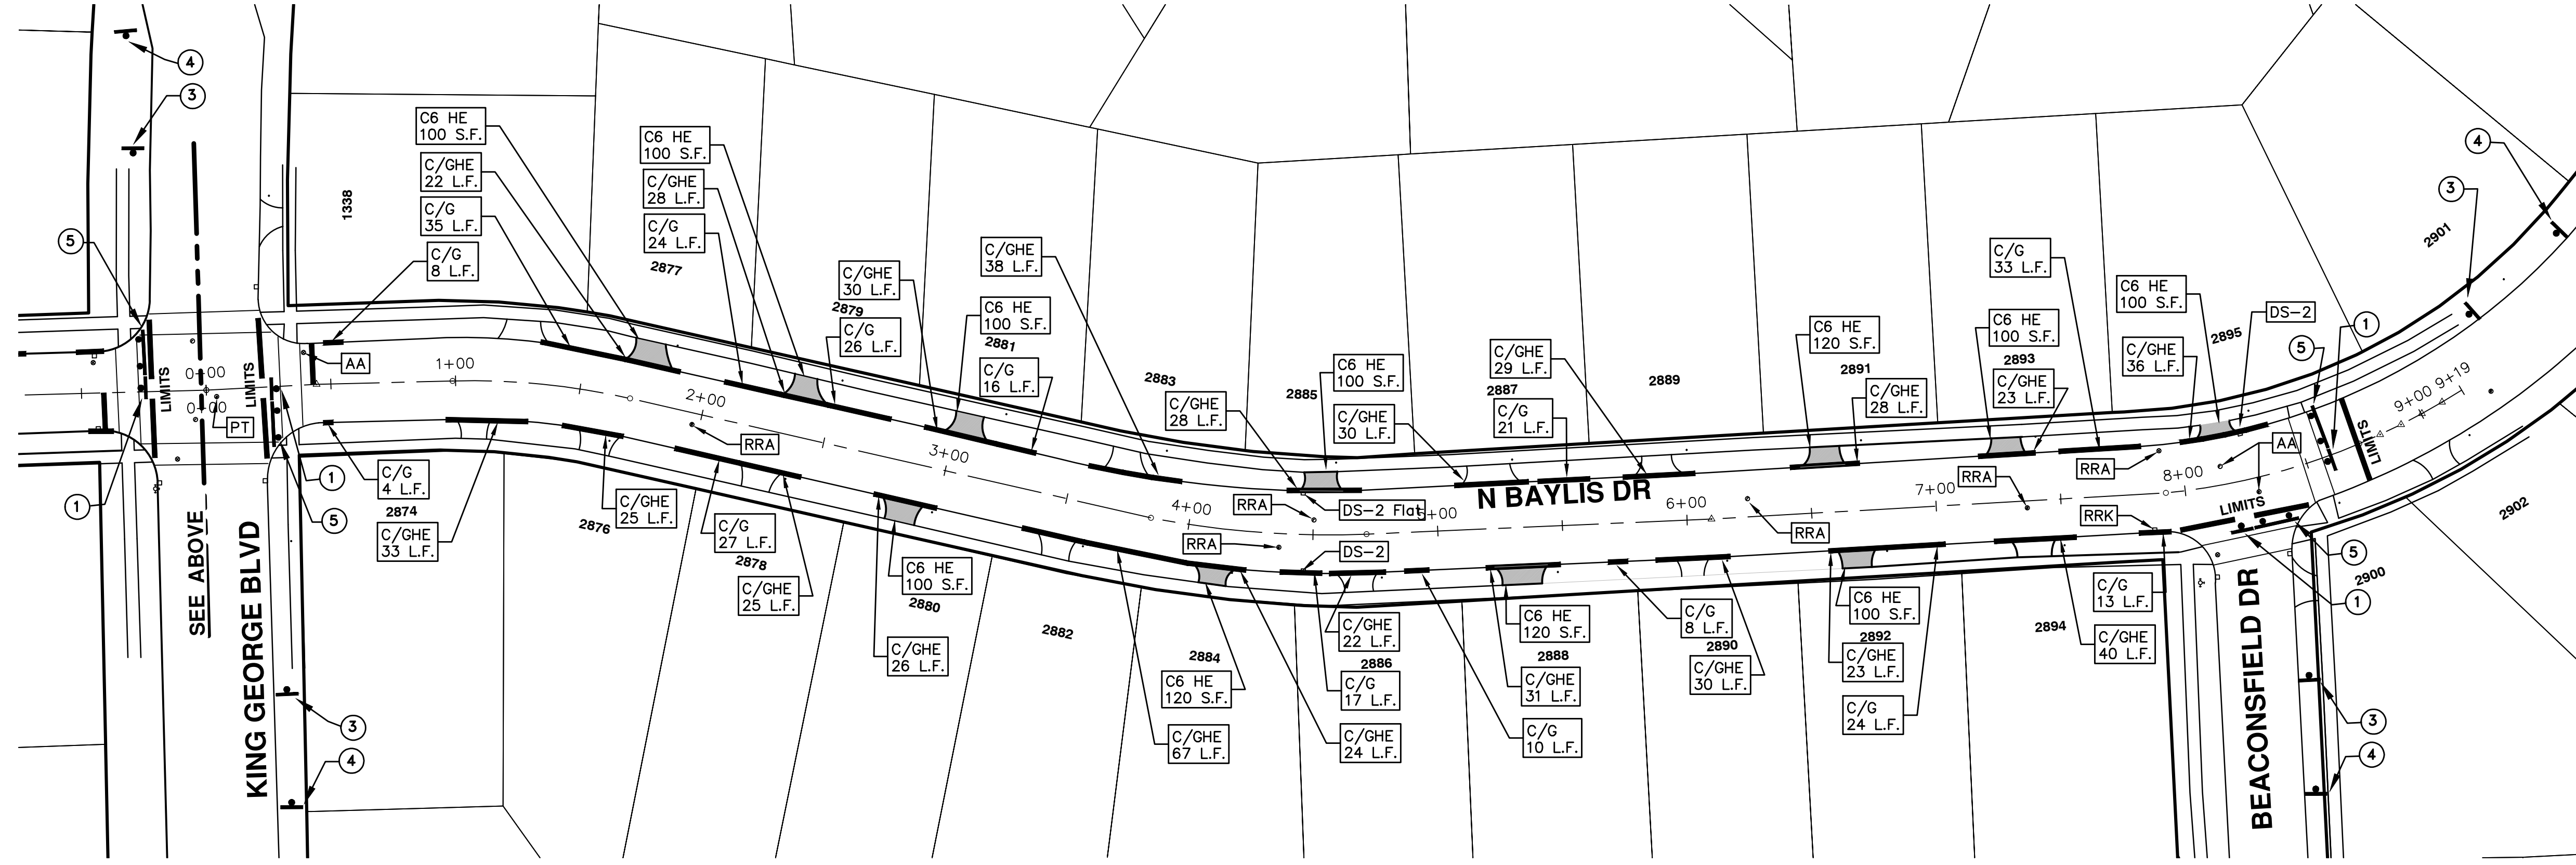 4
3
5
1338
C6 HE
100 S.F.
C/GHE
22 L.F.
C/G
35 L.F.
C/G
8 L.F.
C6 HE
100 S.F.
C/GHE
28 L.F.
C/G
24 L.F.
2877
C/GHE
30 L.F.
2879
C/G
26 L.F.
C/GHE
38 L.F.
C6 HE
100 S.F.
2881
C/G
16 L.F.
2883
C/GHE
28 L.F.
2885
C6 HE
100 S.F.
C/GHE
30 L.F.
C/GHE
29 L.F.
2887
C/G
21 L.F.
2889
C6 HE
120 S.F.
2891
C/GHE
28 L.F.
C/G
33 L.F.
C6 HE
100 S.F.
2893
C/GHE
23 L.F.
C6 HE
100 S.F.
C/GHE
36 L.F.
2895
DS-2
5
1
4
3
2901
LIMITS
0+00
0+00
LIMITS
PT
AA
1+00
2+00
RRA
3+00
4+00
RRA
DS-2 Flat
5+00
RRA
DS-2
N BAYLIS DR
6+00
RRA
7+00
RRA
RRA
8+00
AA
RRK
LIMITS
LIMITS
9+00
9+19
2902
1
SEE ABOVE
KING GEORGE BLVD
1
5
3
4
C/G
4 L.F.
2874
C/GHE
33 L.F.
2876
C/GHE
25 L.F.
C/G
27 L.F.
2878
C/GHE
25 L.F.
C6 HE
100 S.F.
2880
C/GHE
26 L.F.
2882
2884
C6 HE
120 S.F.
C/GHE
67 L.F.
C/GHE
22 L.F.
2886
C/G
17 L.F.
C/GHE
24 L.F.
C6 HE
120 S.F.
2888
C/GHE
31 L.F.
C/G
10 L.F.
C/G
8 L.F.
2890
C/GHE
30 L.F.
C6 HE
100 S.F.
2892
C/GHE
23 L.F.
C/G
24 L.F.
2894
C/G
13 L.F.
C/GHE
40 L.F.
BEACONSFIELD DR
5
2900
1
3
4